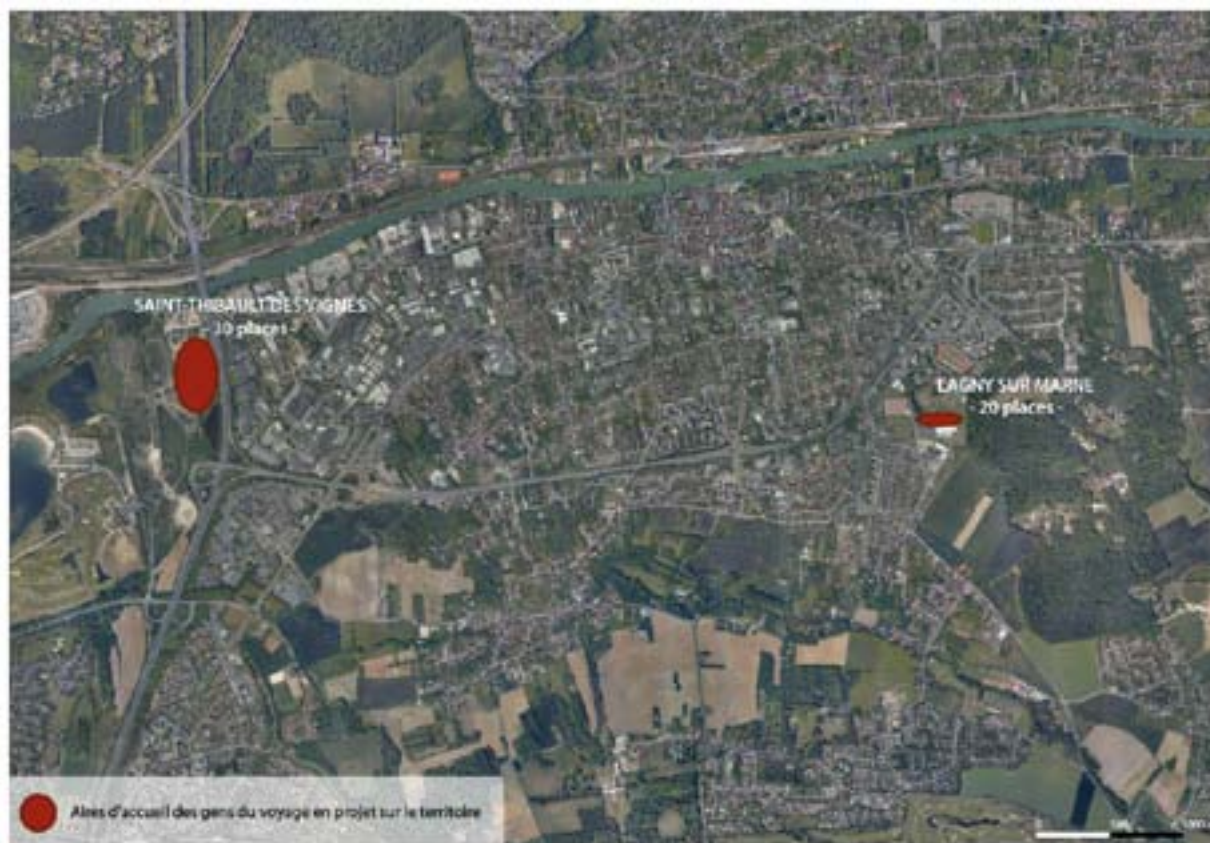 SAINT-THIBAULT DES VIGNES
- 30 places -
LAGNY SUR MARNE
- 20 places -
Aires d'accueil des gens du voyage en projet sur le territoire